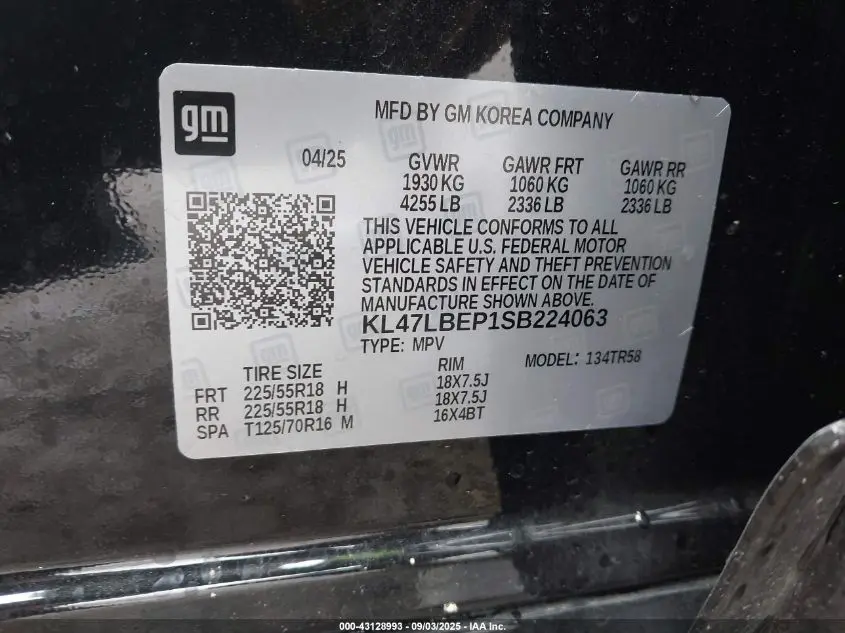 gm
MFD BY GM KOREA COMPANY
04/25
GVWR GAWR FRT GAWR RR
1930 KG 1060 KG 1060 KG
4255 LB 2336 LB 2336 LB
THIS VEHICLE CONFORMS TO ALL
APPLICABLE U.S. FEDERAL MOTOR
VEHICLE SAFETY AND THEFT PREVENTION
STANDARDS IN EFFECT ON THE DATE OF
MANUFACTURE SHOWN ABOVE.
KL47LBEP1SB224063
TYPE: MPV MODEL: 134TR58
TIRE SIZE RIM
FRT 225/55R18 H 18X7.5J
RR 225/55R18 H 18X7.5J
SPA T125/70R16 M 16X4BT
000-43128993 - 09/03/2025 - IAA Inc.